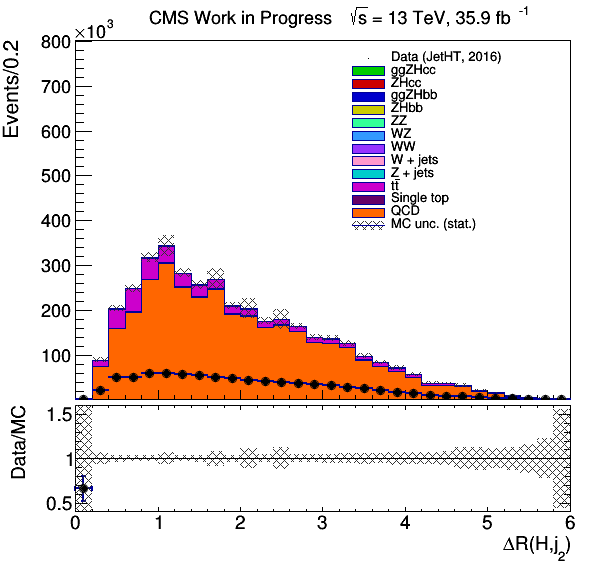 CMS Work in Progress √s = 13 TeV, 35.9 fb⁻¹
×10³
Events/0.2
800
700
600
500
400
300
200
100
Data (JetHT, 2016)
ggZHcc
ZHcc
ggZHbb
ZHbb
ZZ
WZ
WW
W + jets
Z + jets
tt̄
Single top
QCD
MC unc. (stat.)
Data/MC
1.5
1
0.5
0 1 2 3 4 5 6
ΔR(H,j₂)